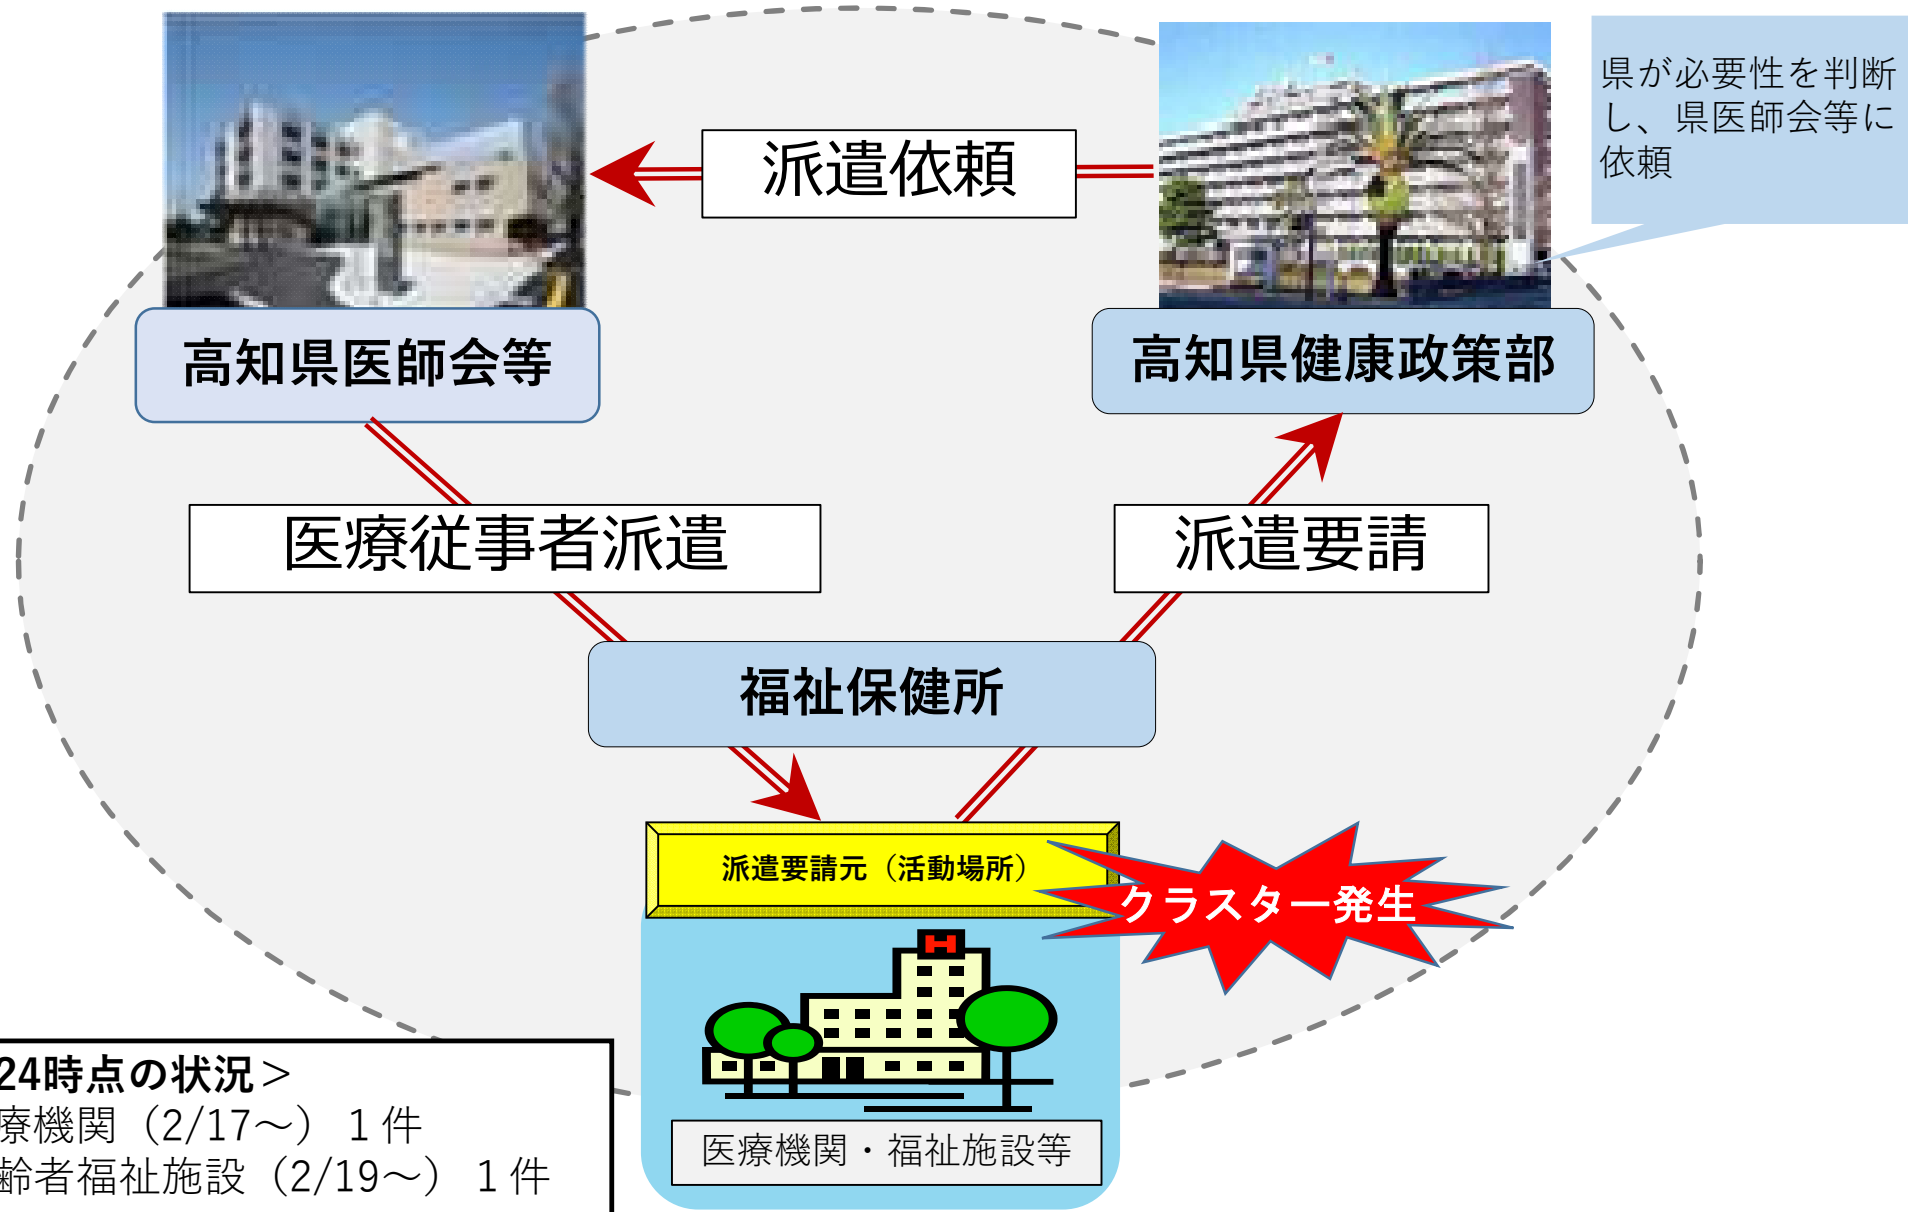 県が必要性を判断
し、県医師会等に
依頼
派遣依頼
高知県医師会等
高知県健康政策部
医療従事者派遣
派遣要請
福祉保健所
派遣要請元（活動場所）
クラスター発生
医療機関・福祉施設等
24時点の状況＞
療機関（2/17～）１件
齢者福祉施設（2/19～）１件